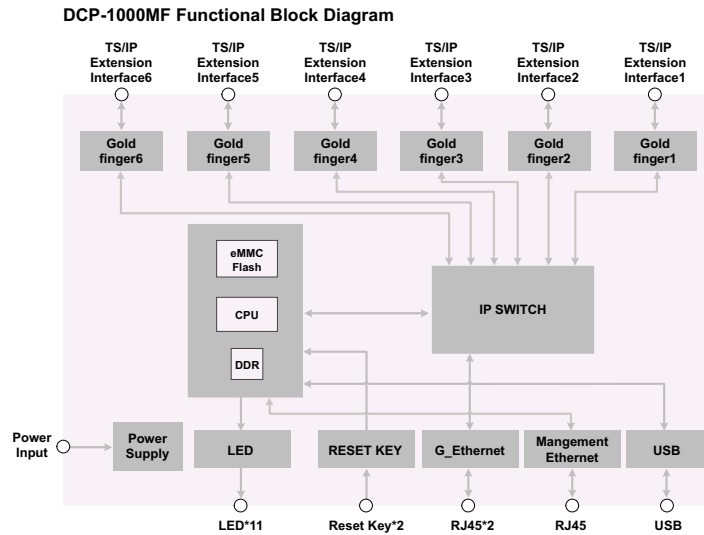 DCP-1000MF Functional Block Diagram
TS/IP
Extension
Interface6
TS/IP
Extension
Interface5
TS/IP
Extension
Interface4
TS/IP
Extension
Interface3
TS/IP
Extension
Interface2
TS/IP
Extension
Interface1
Gold
finger6
Gold
finger5
Gold
finger4
Gold
finger3
Gold
finger2
Gold
finger1
eMMC
Flash
CPU
DDR
IP SWITCH
Power
Input
Power
Supply
LED
RESET KEY
G_Ethernet
Mangement
Ethernet
USB
LED*11
Reset Key*2
RJ45*2
RJ45
USB